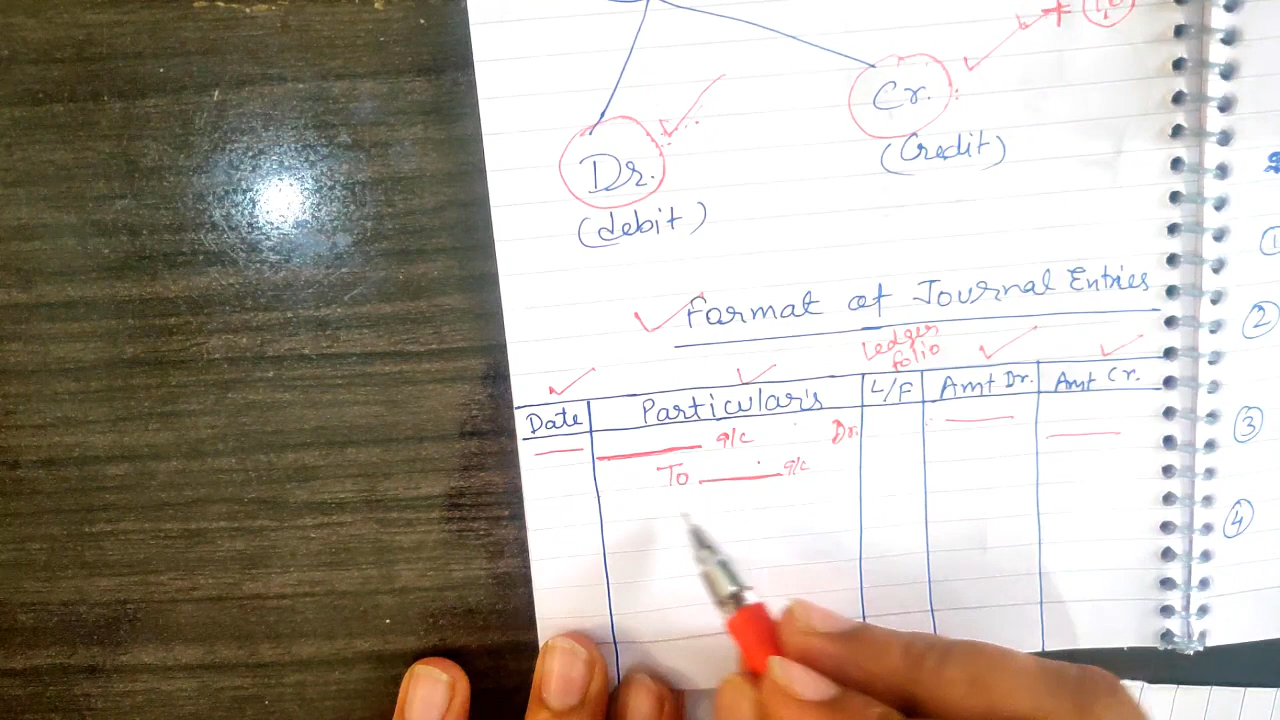 Cr.
(Credit)
Dr.
(debit)
Format of Journal Entries
Ledger
folio
Date Particular's L/F Amt Dr. Amt Cr.
a/c Dr.
To a/c
1
2
3
4